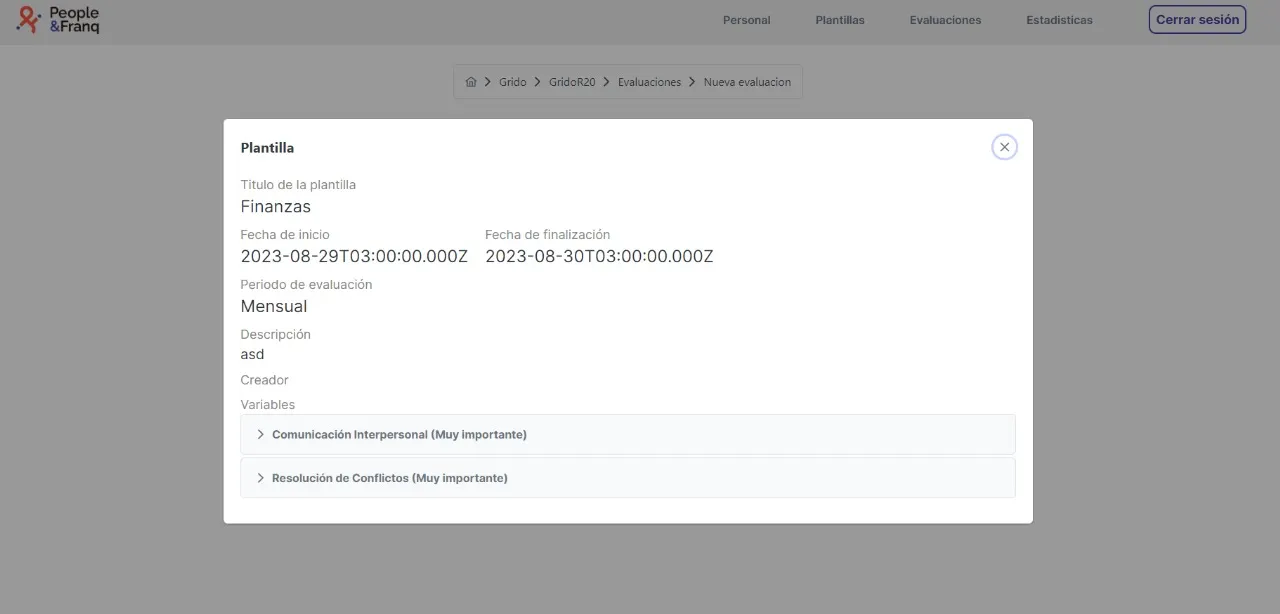 People
&Franq
Personal Plantillas Evaluaciones Estadisticas Cerrar sesión
Grido GridoR20 Evaluaciones Nueva evaluacion
Plantilla
Titulo de la plantilla
Finanzas
Fecha de inicio Fecha de finalización
2023-08-29T03:00:00.000Z 2023-08-30T03:00:00.000Z
Periodo de evaluación
Mensual
Descripción
asd
Creador
Variables
Comunicación Interpersonal (Muy importante)
Resolución de Conflictos (Muy importante)